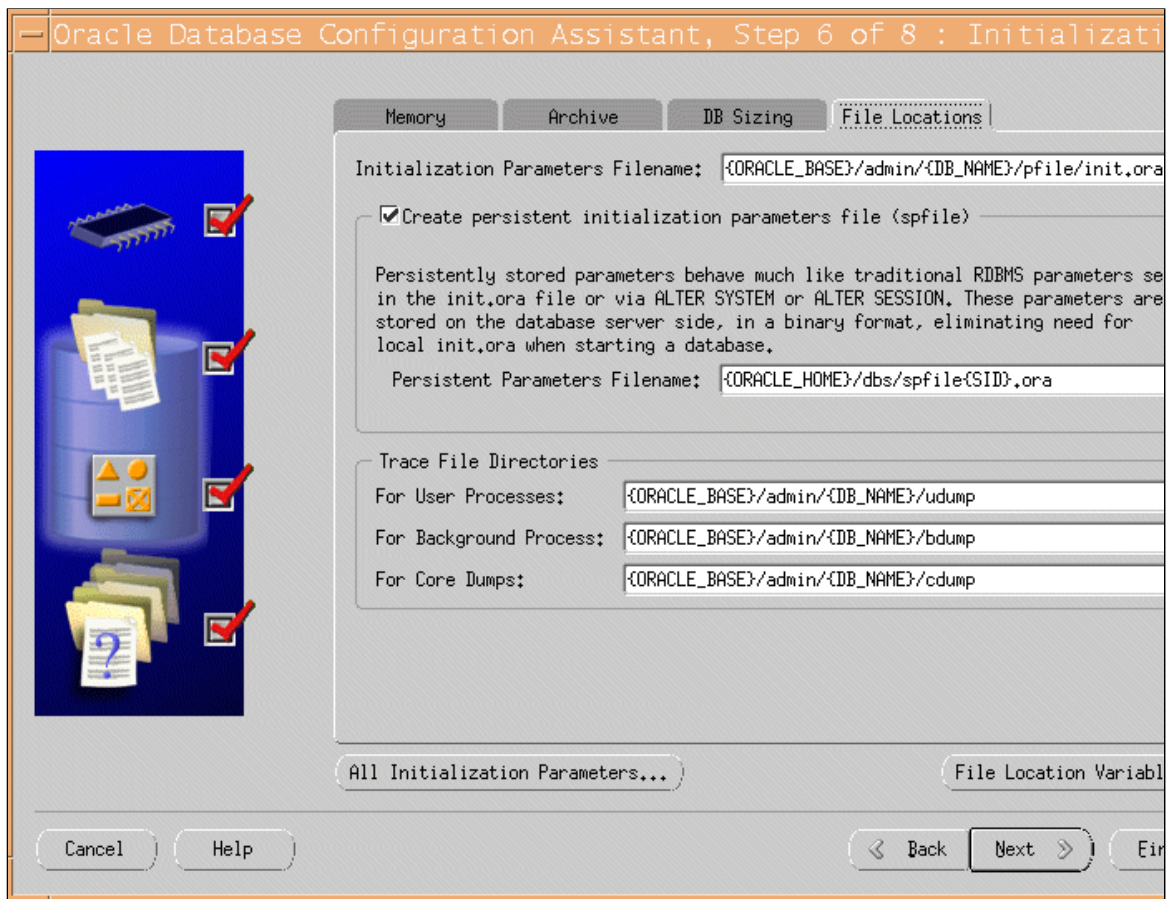 Oracle Database Configuration Assistant, Step 6 of 8 : Initializati
Memory Archive DB Sizing File Locations
Initialization Parameters Filename: {ORACLE_BASE}/admin/{DB_NAME}/pfile/init.ora
Create persistent initialization parameters file (spfile)
Persistently stored parameters behave much like traditional RDBMS parameters se
in the init.ora file or via ALTER SYSTEM or ALTER SESSION. These parameters are
stored on the database server side, in a binary format, eliminating need for
local init.ora when starting a database.
Persistent Parameters Filename: {ORACLE_HOME}/dbs/spfile{SID}.ora
Trace File Directories
For User Processes: {ORACLE_BASE}/admin/{DB_NAME}/udump
For Background Process: {ORACLE_BASE}/admin/{DB_NAME}/bdump
For Core Dumps: {ORACLE_BASE}/admin/{DB_NAME}/cdump
?
All Initialization Parameters... File Location Variabl
Cancel Help Back Next Fir